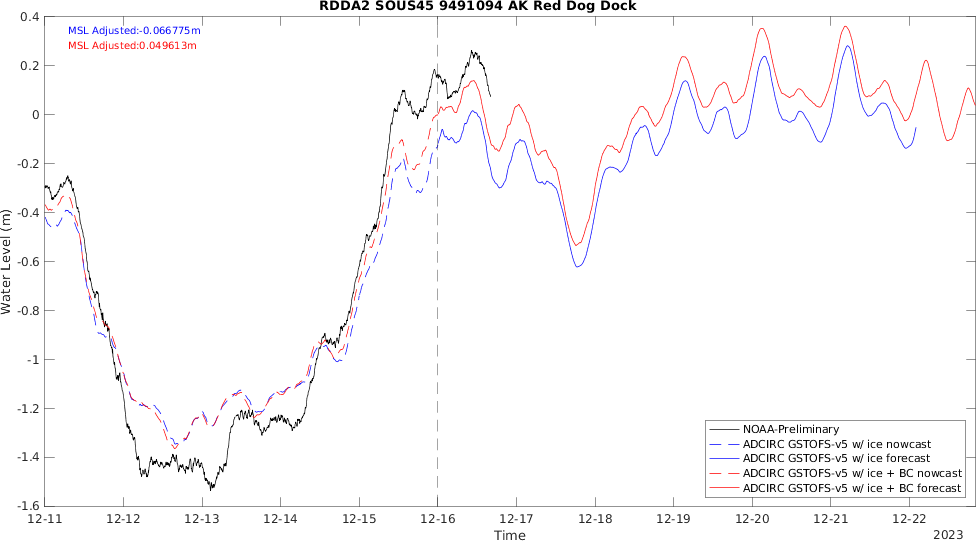 RDDA2 SOUS45 9491094 AK Red Dog Dock
MSL Adjusted:-0.066775m
MSL Adjusted:0.049613m
0.4
0.2
0
-0.2
-0.4
-0.6
-0.8
-1
-1.2
-1.4
-1.6
Water Level (m)
NOAA-Preliminary
ADCIRC GSTOFS-v5 w/ ice nowcast
ADCIRC GSTOFS-v5 w/ ice forecast
ADCIRC GSTOFS-v5 w/ ice + BC nowcast
ADCIRC GSTOFS-v5 w/ ice + BC forecast
12-11 12-12 12-13 12-14 12-15 12-16 12-17 12-18 12-19 12-20 12-21 12-22
Time
2023